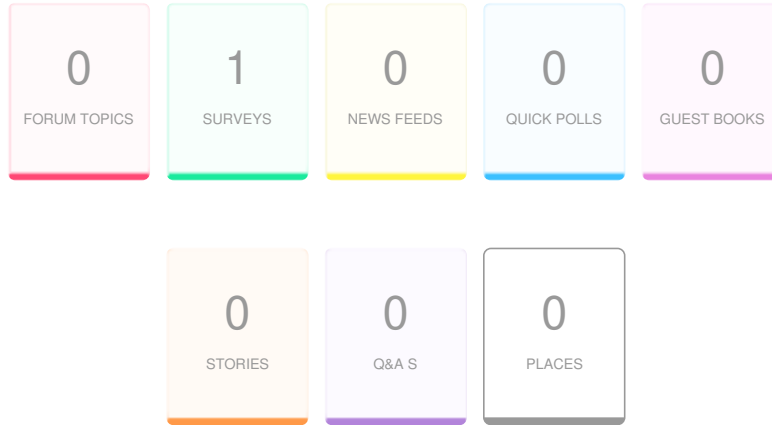 0 1 0 0 0
FORUM TOPICS SURVEYS NEWS FEEDS QUICK POLLS GUEST BOOKS
0 0 0
STORIES Q&A S PLACES